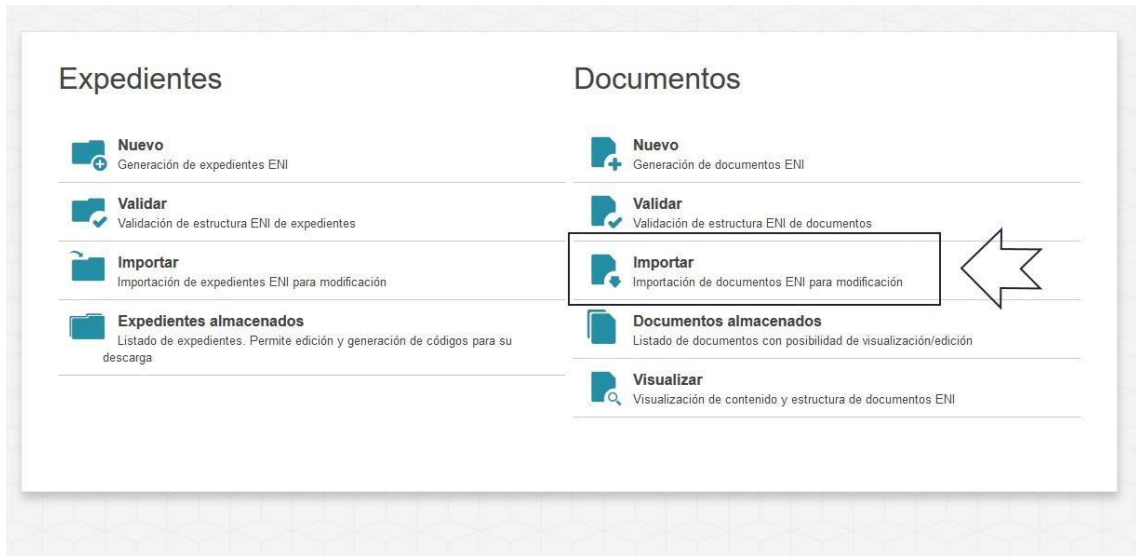 Expedientes
Nuevo
Generación de expedientes ENI
Validar
Validación de estructura ENI de expedientes
Importar
Importación de expedientes ENI para modificación
Expedientes almacenados
Listado de expedientes. Permite edición y generación de códigos para su
descarga
Documentos
Nuevo
Generación de documentos ENI
Validar
Validación de estructura ENI de documentos
Importar
Importación de documentos ENI para modificación
Documentos almacenados
Listado de documentos con posibilidad de visualización/edición
Visualizar
Visualización de contenido y estructura de documentos ENI